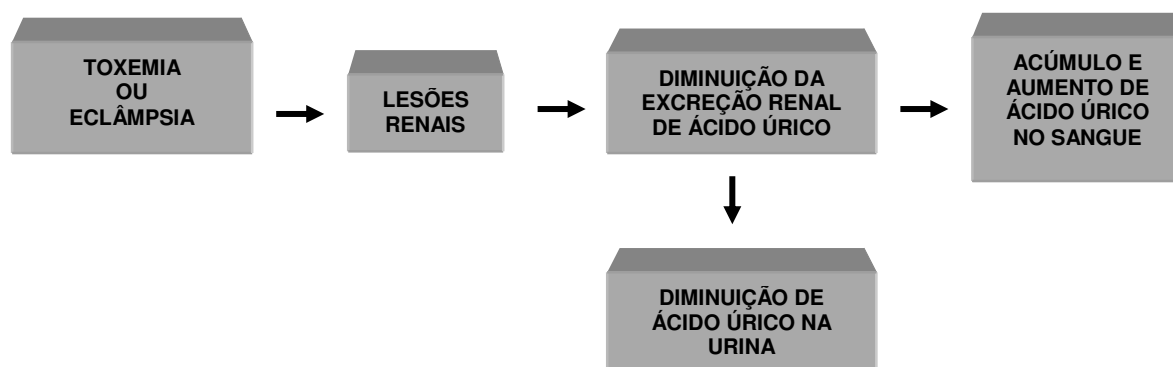 TOXEMIA
OU
ECLÂMPSIA
LESÕES
RENAIS
DIMINUIÇÃO DA
EXCREÇÃO RENAL
DE ÁCIDO ÚRICO
ACÚMULO E
AUMENTO DE
ÁCIDO ÚRICO
NO SANGUE
DIMINUIÇÃO DE
ÁCIDO ÚRICO NA
URINA